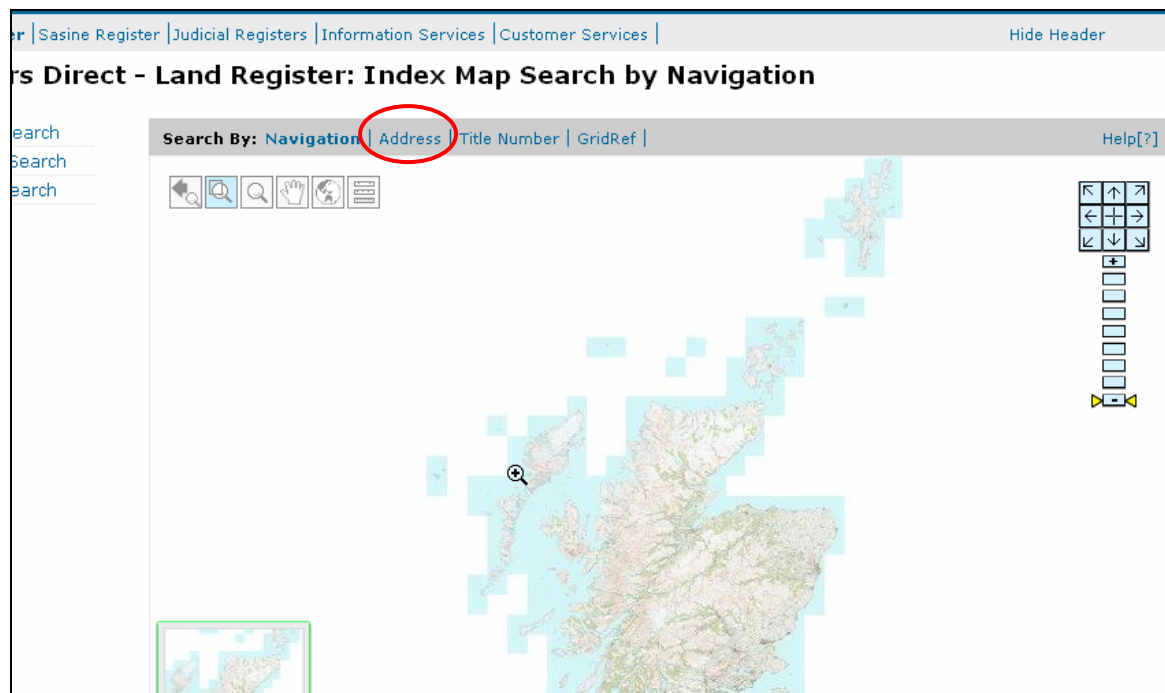 er | Sasine Register | Judicial Registers | Information Services | Customer Services | Hide Header
rs Direct - Land Register: Index Map Search by Navigation
earch
Search
earch
Search By: Navigation | Address | Title Number | GridRef | Help[?]
+
-